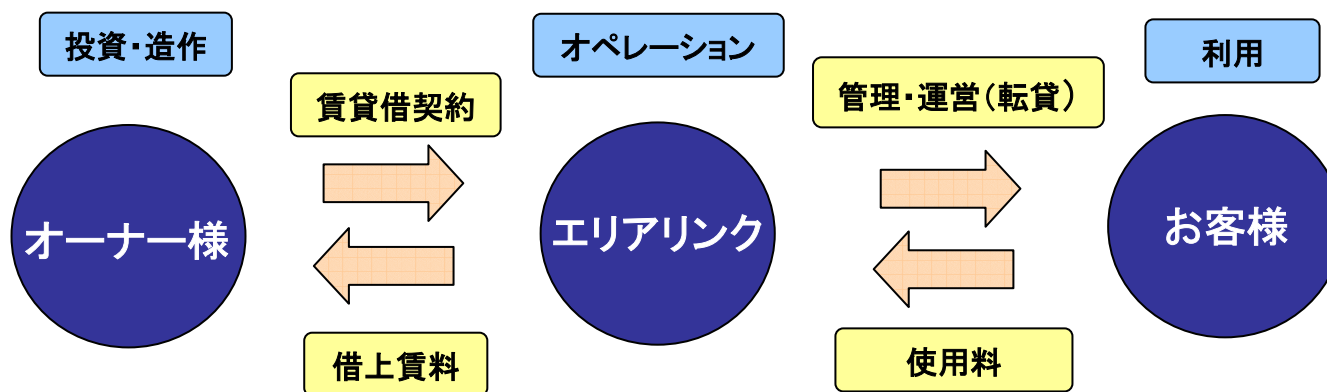 投資・造作
オペレーション
利用
賃貸借契約
管理・運営(転貸)
オーナー様
エリアリンク
お客様
借上賃料
使用料